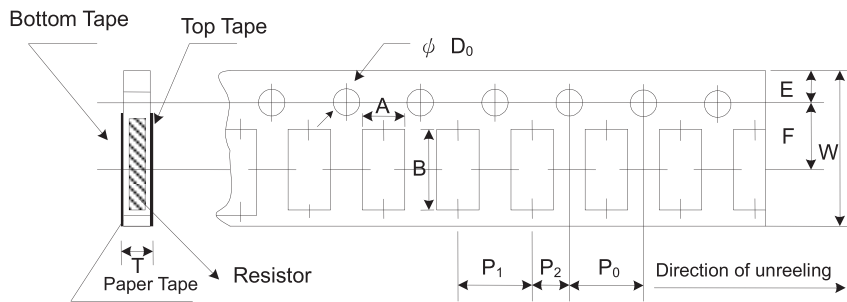 Bottom Tape
Top Tape
ϕ D₀
E
A
F
W
B
T
Paper Tape
Resistor
P₁
P₂
P₀
Direction of unreeling